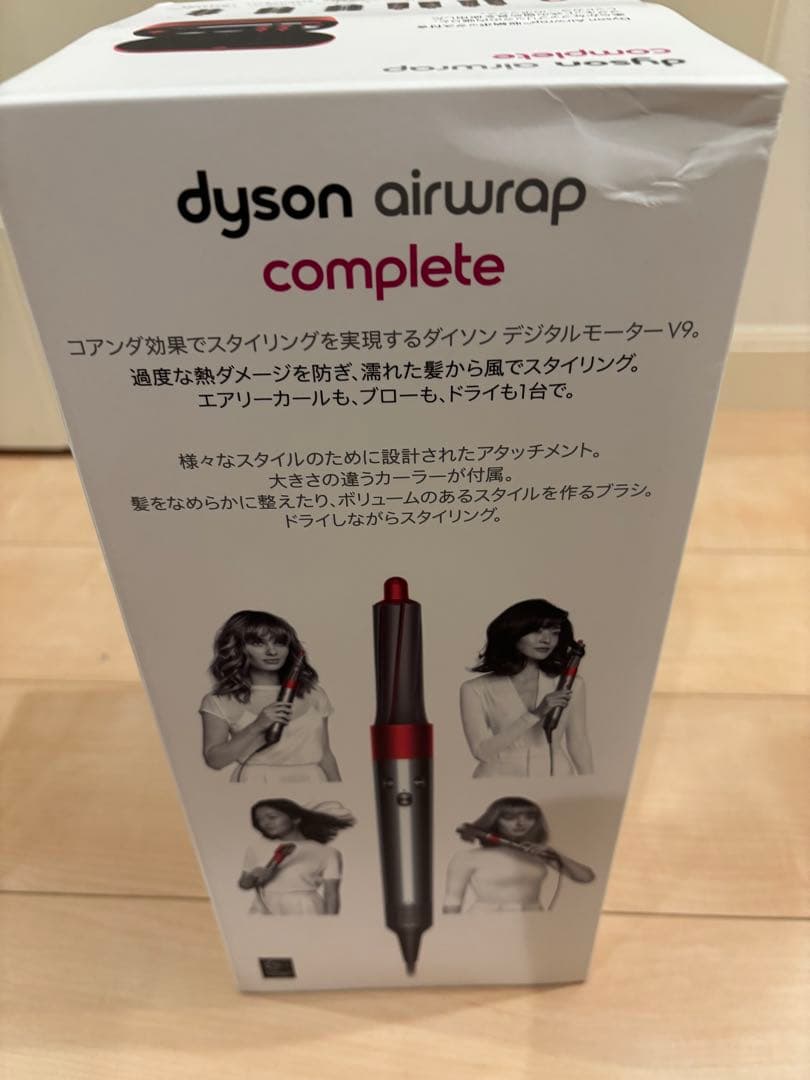 dyson airwrap
complete
dyson airwrap
complete
コアンダ効果でスタイリングを実現するダイソン デジタルモーター V9。
過度な熱ダメージを防ぎ、濡れた髪から風でスタイリング。
エアリーカールも、ブローも、ドライも1台で。
様々なスタイルのために設計されたアタッチメント。
大きさの違うカーラーが付属。
髪をなめらかに整えたり、ボリュームのあるスタイルを作るブラシ。
ドライしながらスタイリング。